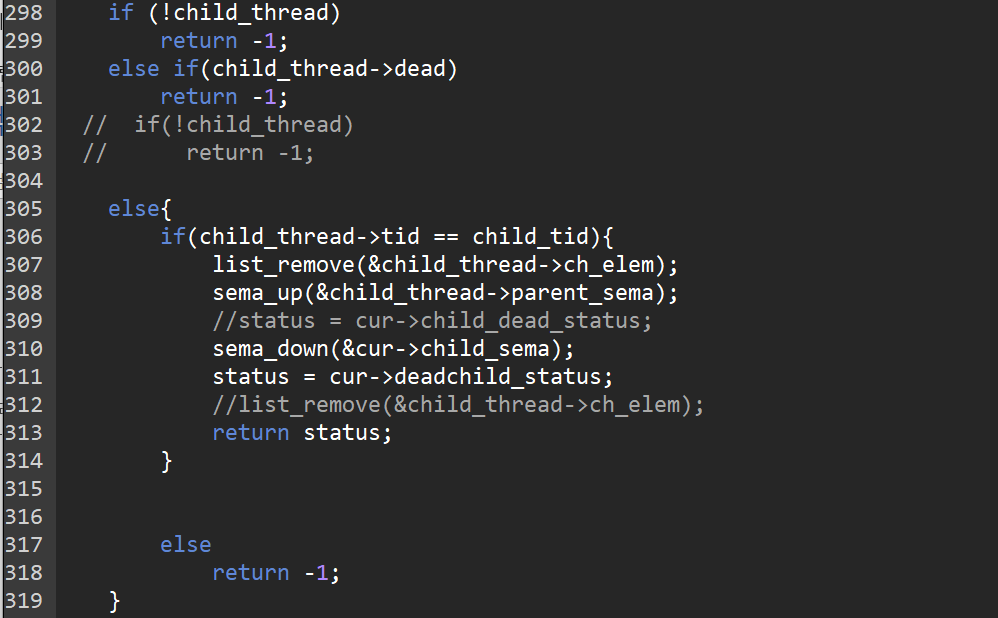 298 if (!child_thread)
299 return -1;
300 else if(child_thread->dead)
301 return -1;
302 // if(!child_thread)
303 // return -1;
304
305 else{
306 if(child_thread->tid == child_tid){
307 list_remove(&child_thread->ch_elem);
308 sema_up(&child_thread->parent_sema);
309 //status = cur->child_dead_status;
310 sema_down(&cur->child_sema);
311 status = cur->deadchild_status;
312 //list_remove(&child_thread->ch_elem);
313 return status;
314 }
315
316
317 else
318 return -1;
319 }